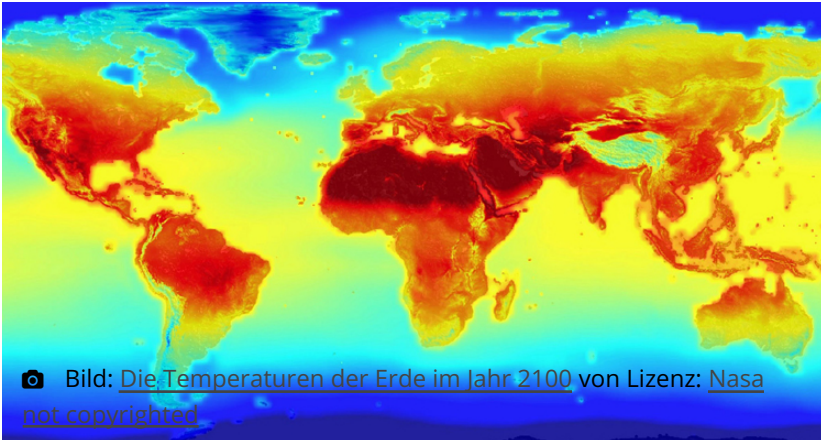 Bild: Die Temperaturen der Erde im Jahr 2100 von Lizenz: Nasa
not copyrighted